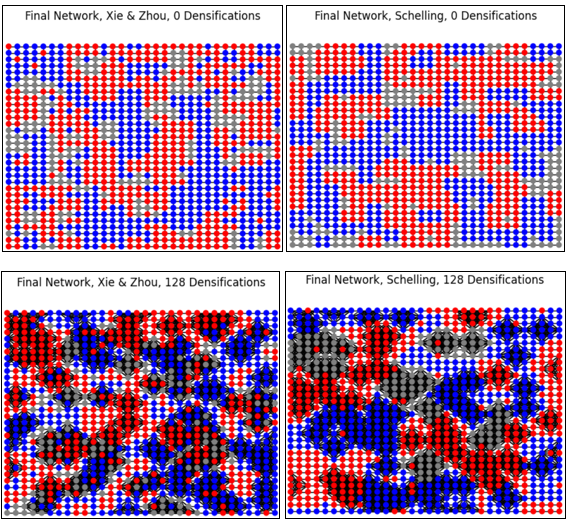 Final Network, Xie & Zhou, 0 Densifications
Final Network, Schelling, 0 Densifications
Final Network, Xie & Zhou, 128 Densifications
Final Network, Schelling, 128 Densifications